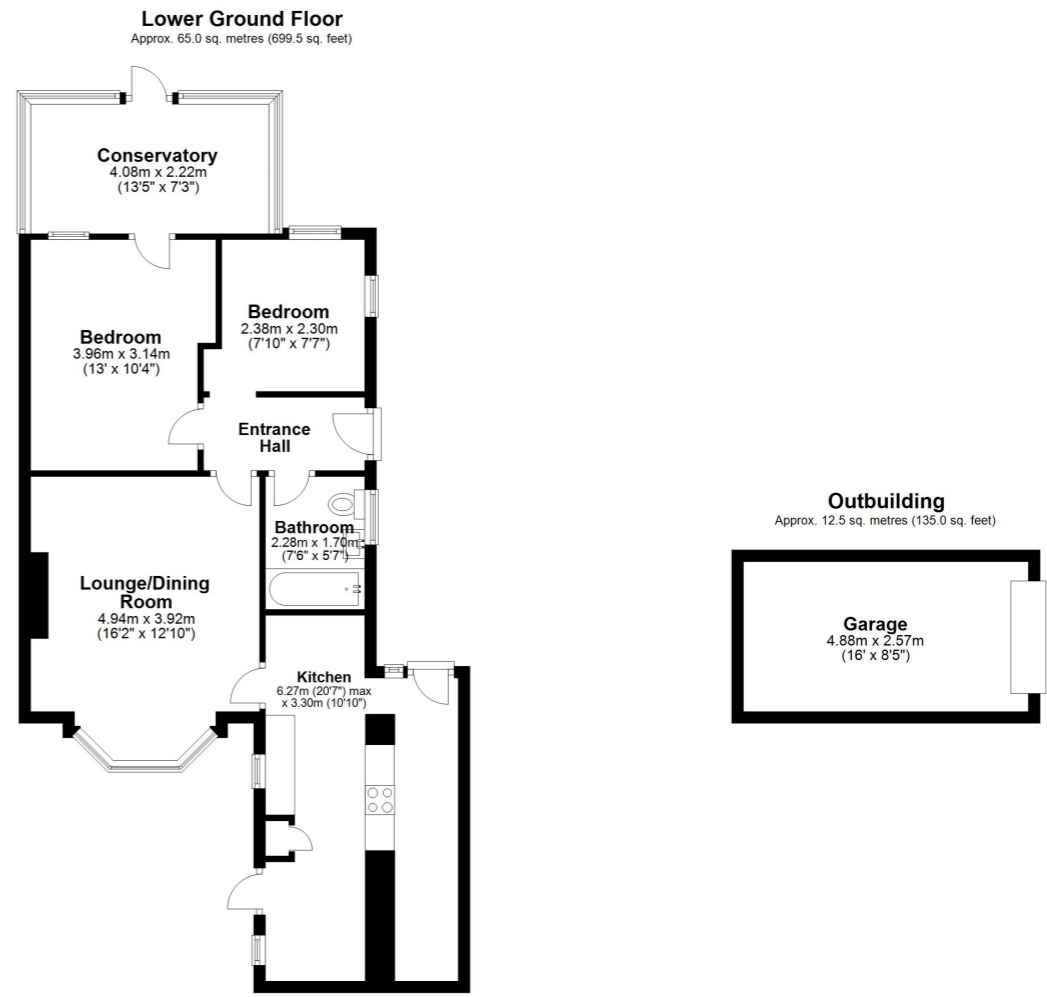 Lower Ground Floor
Approx. 65.0 sq. metres (699.5 sq. feet)
Conservatory
4.08m x 2.22m
(13'5" x 7'3")
Bedroom
2.38m x 2.30m
(7'10" x 7'7")
Bedroom
3.96m x 3.14m
(13' x 10'4")
Entrance
Hall
Bathroom
2.28m x 1.70m
(7'6" x 5'7")
Lounge/Dining
Room
4.94m x 3.92m
(16'2" x 12'10")
Kitchen
6.27m (20'7") max
x 3.30m (10'10")
Outbuilding
Approx. 12.5 sq. metres (135.0 sq. feet)
Garage
4.88m x 2.57m
(16' x 8'5")